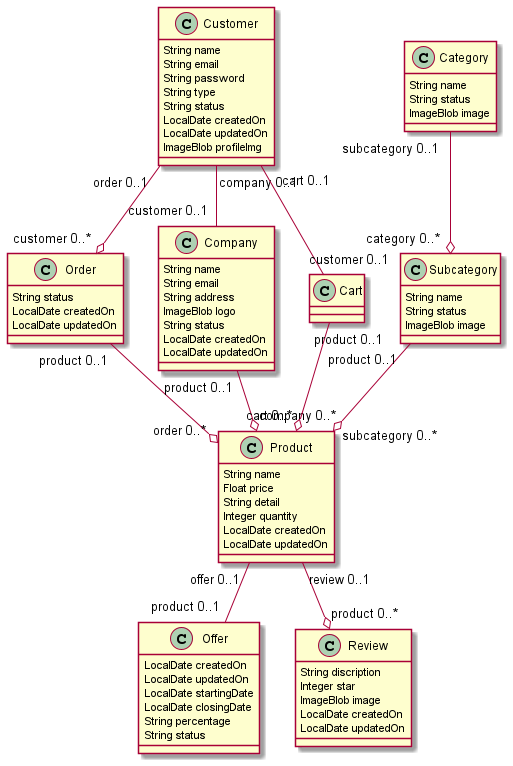 C Customer
String name
String email
String password
String type
String status
LocalDate createdOn
LocalDate updatedOn
ImageBlob profileImg
C Category
String name
String status
ImageBlob image
order 0..1
company 0..1
cart 0..1
subcategory 0..1
customer 0..*
customer 0..1
customer 0..1
category 0..*
C Order
String status
LocalDate createdOn
LocalDate updatedOn
C Company
String name
String email
String address
ImageBlob logo
String status
LocalDate createdOn
LocalDate updatedOn
C Cart
C Subcategory
String name
String status
ImageBlob image
product 0..1
product 0..1
product 0..1
product 0..1
order 0..*
cart 0..*
company 0..*
subcategory 0..*
C Product
String name
Float price
String detail
Integer quantity
LocalDate createdOn
LocalDate updatedOn
offer 0..1
review 0..1
product 0..1
product 0..*
C Offer
LocalDate createdOn
LocalDate updatedOn
LocalDate startingDate
LocalDate closingDate
String percentage
String status
C Review
String discription
Integer star
ImageBlob image
LocalDate createdOn
LocalDate updatedOn